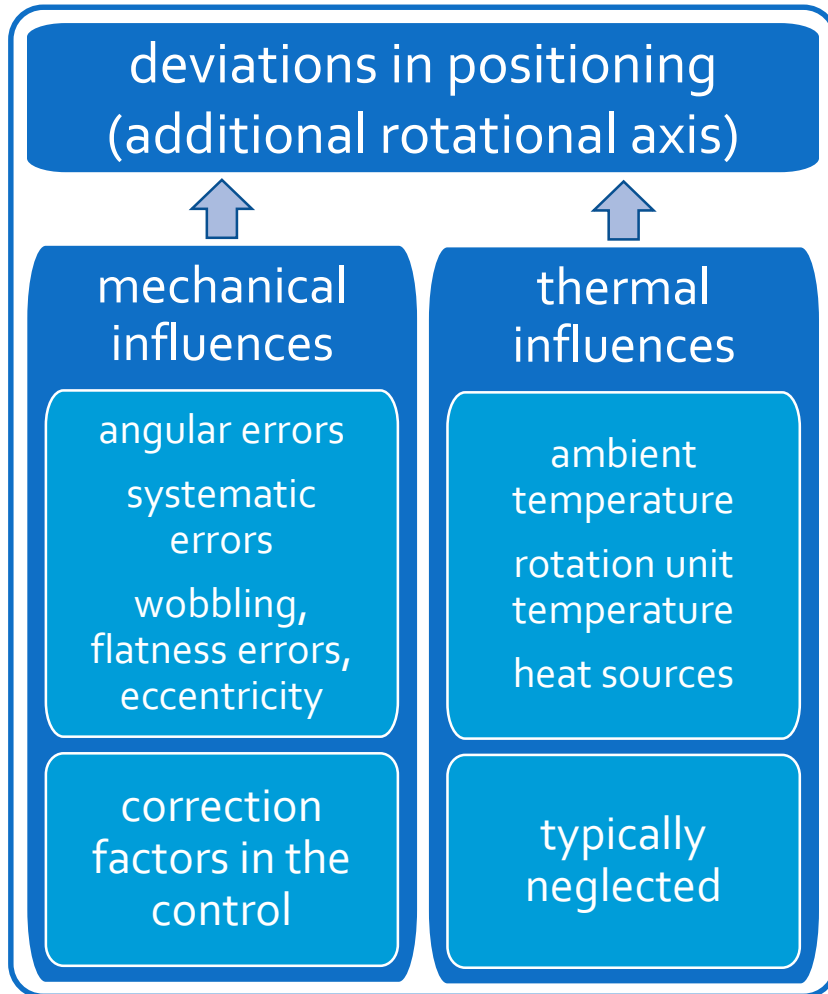 deviations in positioning
(additional rotational axis)
mechanical
influences
angular errors
systematic
errors
wobbling,
flatness errors,
eccentricity
correction
factors in the
control
thermal
influences
ambient
temperature
rotation unit
temperature
heat sources
typically
neglected